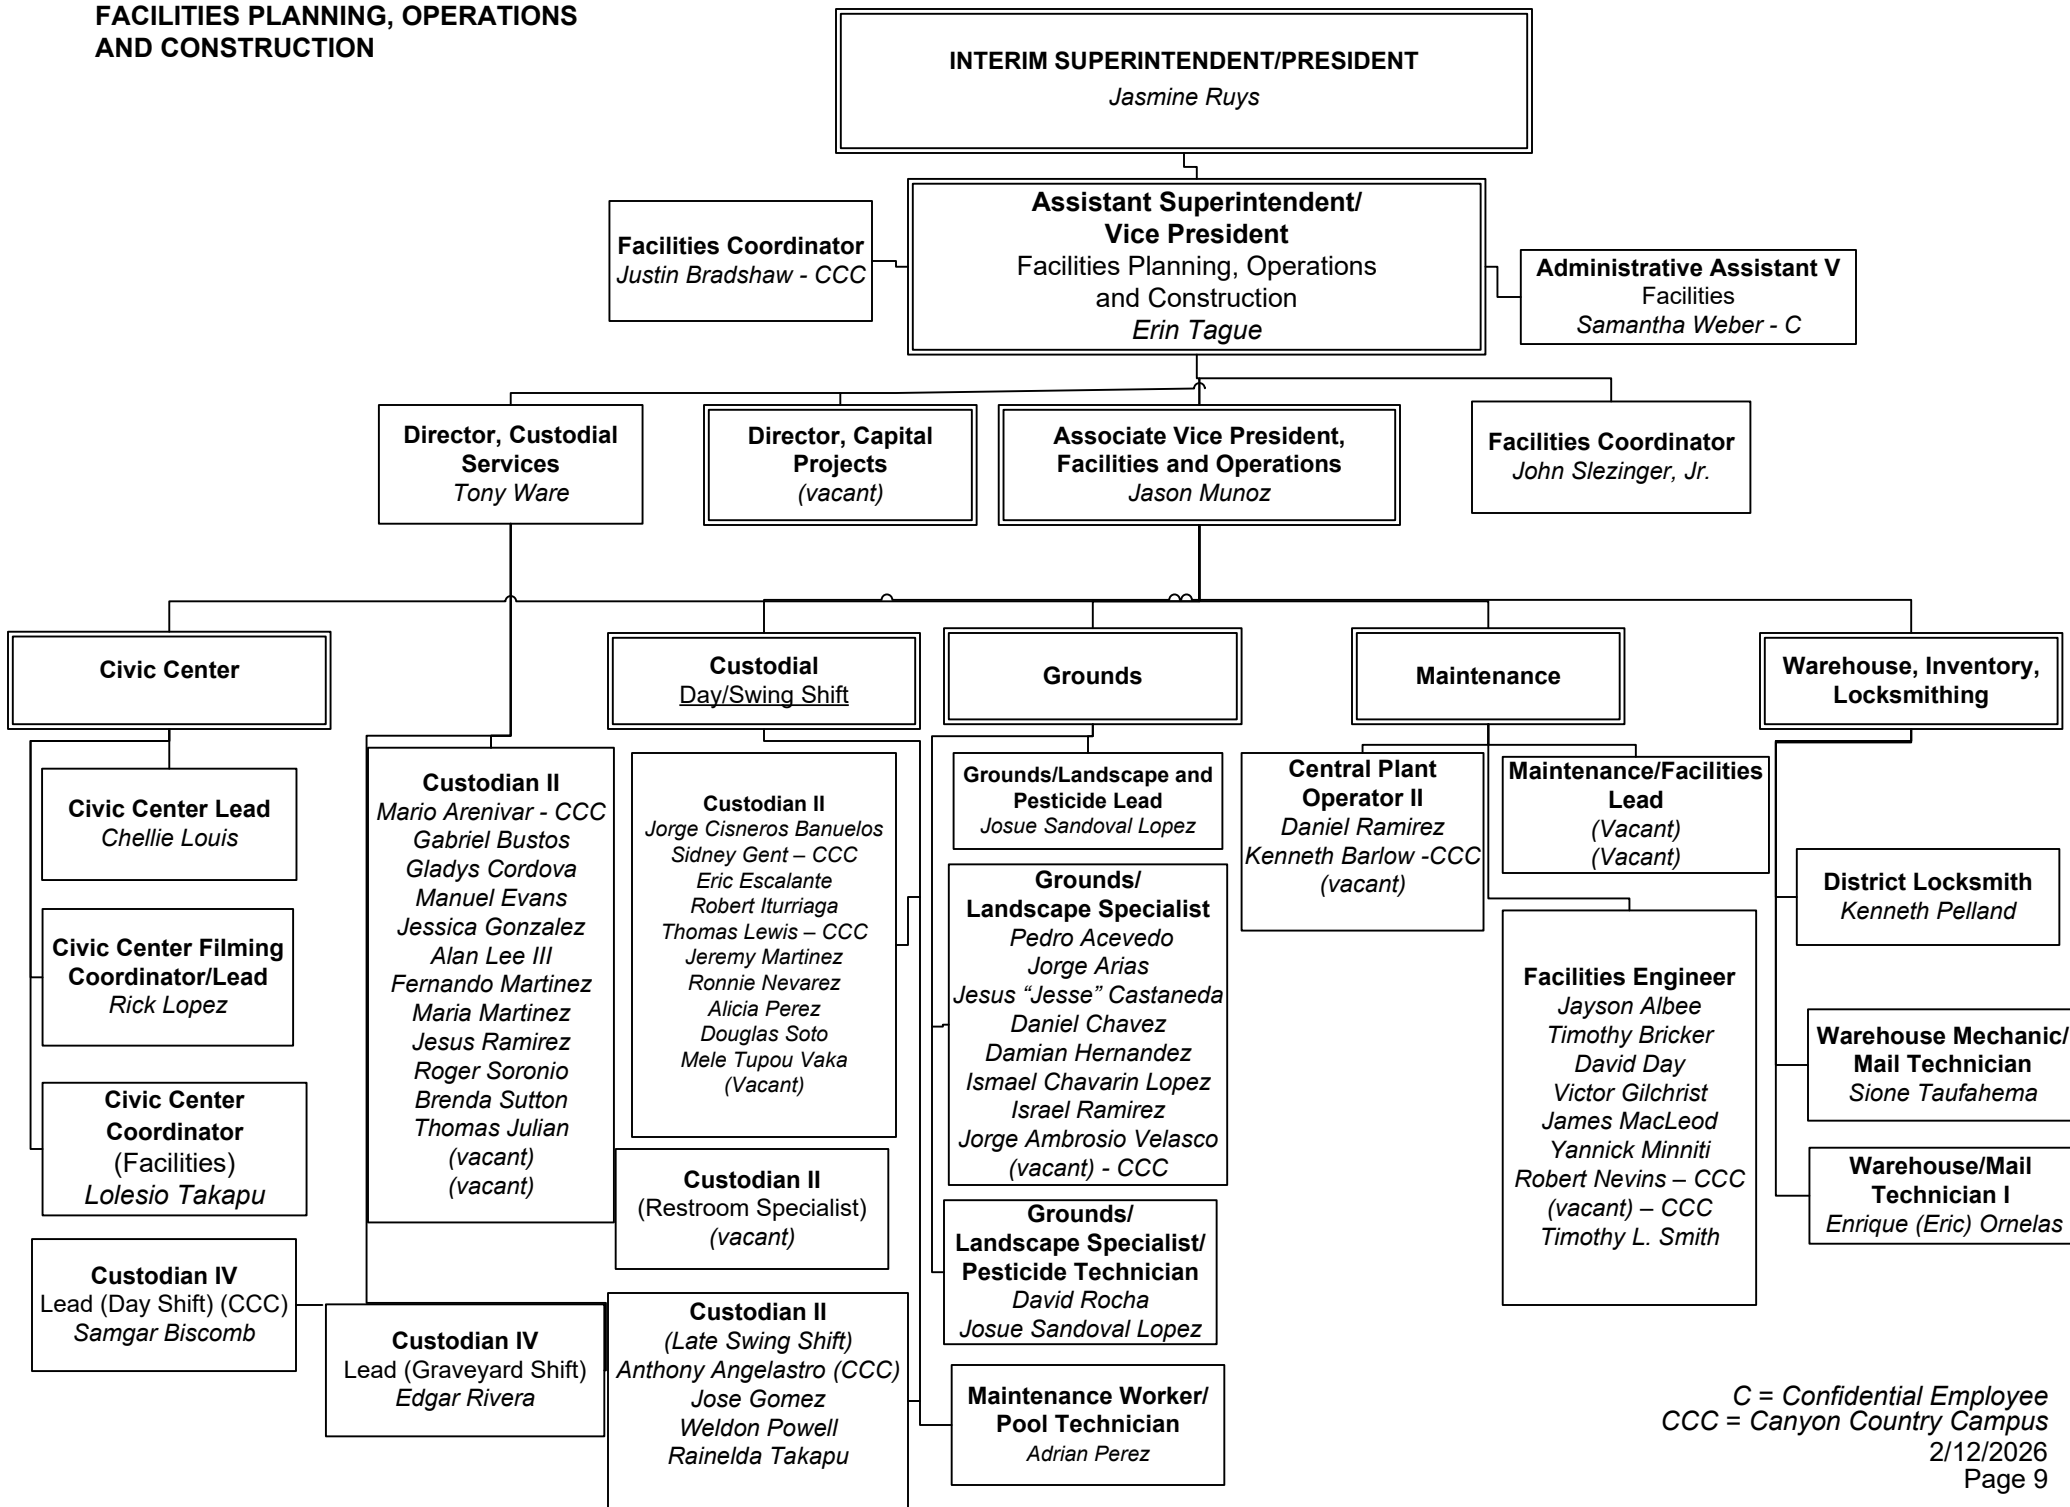 FACILITIES PLANNING, OPERATIONS
AND CONSTRUCTION
INTERIM SUPERINTENDENT/PRESIDENT
Jasmine Ruys
Facilities Coordinator
Justin Bradshaw - CCC
Assistant Superintendent/
Vice President
Facilities Planning, Operations
and Construction
Erin Tague
Administrative Assistant V
Facilities
Samantha Weber - C
Director, Custodial
Services
Tony Ware
Director, Capital
Projects
(vacant)
Associate Vice President,
Facilities and Operations
Jason Munoz
Facilities Coordinator
John Slezinger, Jr.
Civic Center
Custodial
Day/Swing Shift
Grounds
Maintenance
Warehouse, Inventory,
Locksmithing
Civic Center Lead
Chellie Louis
Civic Center Filming
Coordinator/Lead
Rick Lopez
Civic Center
Coordinator
(Facilities)
Lolesio Takapu
Custodian IV
Lead (Day Shift) (CCC)
Samgar Biscomb
Custodian II
Mario Arenivar - CCC
Gabriel Bustos
Gladys Cordova
Manuel Evans
Jessica Gonzalez
Alan Lee III
Fernando Martinez
Maria Martinez
Jesus Ramirez
Roger Soronio
Brenda Sutton
Thomas Julian
(vacant)
(vacant)
Custodian IV
Lead (Graveyard Shift)
Edgar Rivera
Custodian II
Jorge Cisneros Banuelos
Sidney Gent – CCC
Eric Escalante
Robert Iturriaga
Thomas Lewis – CCC
Jeremy Martinez
Ronnie Nevarez
Alicia Perez
Douglas Soto
Mele Tupou Vaka
(Vacant)
Custodian II
(Restroom Specialist)
(vacant)
Custodian II
(Late Swing Shift)
Anthony Angelastro (CCC)
Jose Gomez
Weldon Powell
Rainelda Takapu
Grounds/Landscape and
Pesticide Lead
Josue Sandoval Lopez
Grounds/
Landscape Specialist
Pedro Acevedo
Jorge Arias
Jesus “Jesse” Castaneda
Daniel Chavez
Damian Hernandez
Ismael Chavarin Lopez
Israel Ramirez
Jorge Ambrosio Velasco
(vacant) - CCC
Grounds/
Landscape Specialist/
Pesticide Technician
David Rocha
Josue Sandoval Lopez
Maintenance Worker/
Pool Technician
Adrian Perez
Central Plant
Operator II
Daniel Ramirez
Kenneth Barlow -CCC
(vacant)
Maintenance/Facilities
Lead
(Vacant)
(Vacant)
Facilities Engineer
Jayson Albee
Timothy Bricker
David Day
Victor Gilchrist
James MacLeod
Yannick Minniti
Robert Nevins – CCC
(vacant) – CCC
Timothy L. Smith
District Locksmith
Kenneth Pelland
Warehouse Mechanic/
Mail Technician
Sione Taufahema
Warehouse/Mail
Technician I
Enrique (Eric) Ornelas
C = Confidential Employee
CCC = Canyon Country Campus
2/12/2026
Page 9